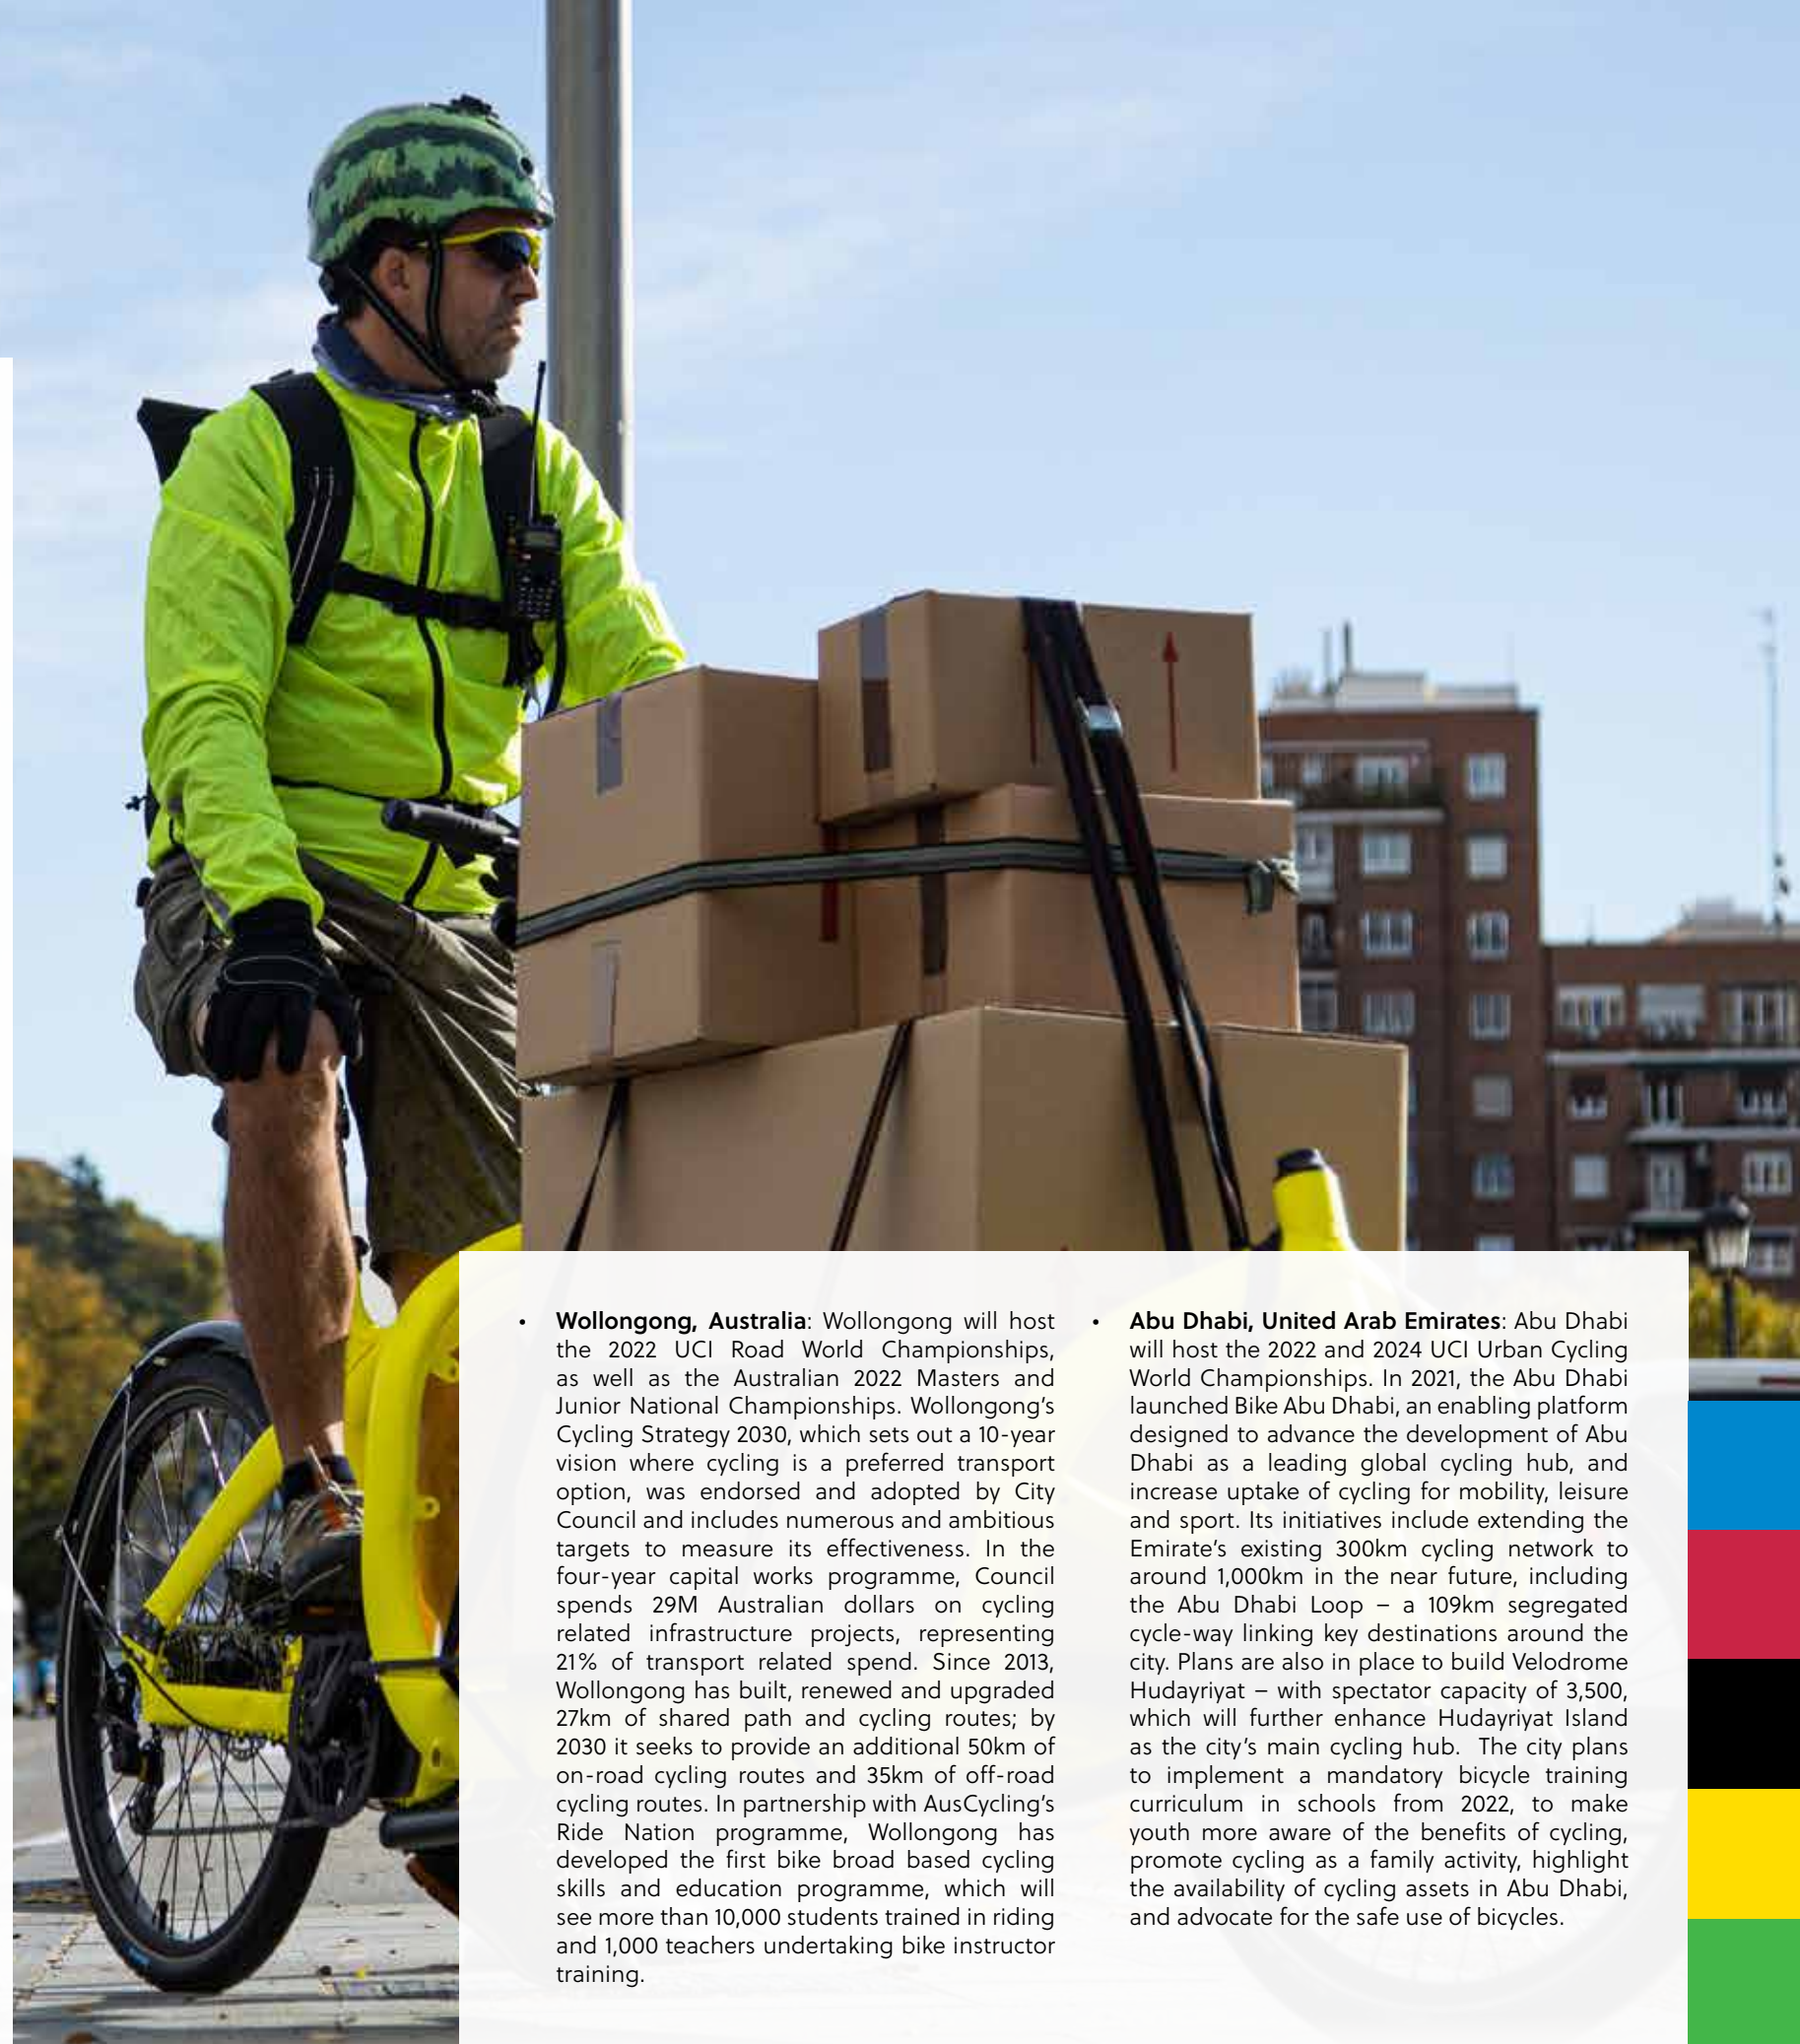 • Wollongong, Australia: Wollongong will host
the 2022 UCI Road World Championships,
as well as the Australian 2022 Masters and
Junior National Championships. Wollongong's
Cycling Strategy 2030, which sets out a 10-year
vision where cycling is a preferred transport
option, was endorsed and adopted by City
Council and includes numerous and ambitious
targets to measure its effectiveness. In the
four-year capital works programme, Council
spends 29M Australian dollars on cycling
related infrastructure projects, representing
21% of transport related spend. Since 2013,
Wollongong has built, renewed and upgraded
27km of shared path and cycling routes; by
2030 it seeks to provide an additional 50km of
on-road cycling routes and 35km of off-road
cycling routes. In partnership with AusCycling's
Ride Nation programme, Wollongong has
developed the first bike broad based cycling
skills and education programme, which will
see more than 10,000 students trained in riding
and 1,000 teachers undertaking bike instructor
training.
• Abu Dhabi, United Arab Emirates: Abu Dhabi
will host the 2022 and 2024 UCI Urban Cycling
World Championships. In 2021, the Abu Dhabi
launched Bike Abu Dhabi, an enabling platform
designed to advance the development of Abu
Dhabi as a leading global cycling hub, and
increase uptake of cycling for mobility, leisure
and sport. Its initiatives include extending the
Emirate's existing 300km cycling network to
around 1,000km in the near future, including
the Abu Dhabi Loop – a 109km segregated
cycle-way linking key destinations around the
city. Plans are also in place to build Velodrome
Hudayriyat – with spectator capacity of 3,500,
which will further enhance Hudayriyat Island
as the city's main cycling hub. The city plans
to implement a mandatory bicycle training
curriculum in schools from 2022, to make
youth more aware of the benefits of cycling,
promote cycling as a family activity, highlight
the availability of cycling assets in Abu Dhabi,
and advocate for the safe use of bicycles.